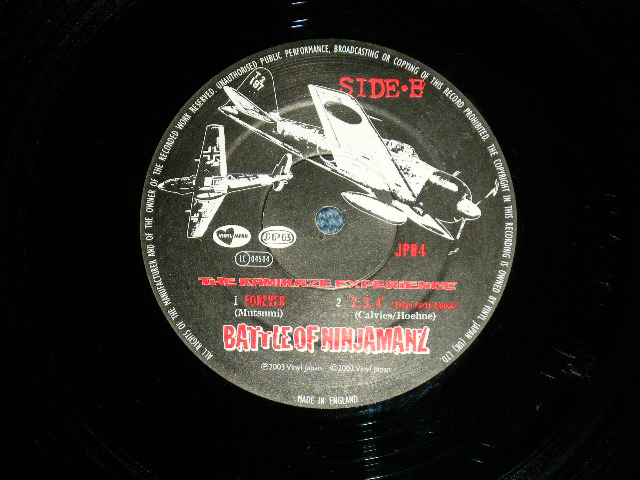 ALL RIGHTS OF THE MANUFACTURER AND OF THE OWNER OF THE RECORDED WORK RESERVED. UNAUTHORISED PUBLIC PERFORMANCE, BROADCASTING OR COPYING OF THIS RECORD PROHIBITED. THE COPYRIGHT IN THIS RECORDING IS OWNED BY VINYL JAPAN (UK) LTD.
SIDE•B
VINYL JAPAN
JPB
LC 04504
JPB4
THE KAMIKAZE EXPERIENCE
1 FOREVER
(Mutsumi)
2 "2, 3, 4"
(Calvies/Hoehne)
BATTLE OF NINJAMANZ
℗2003 Vinyl Japan ©2003 Vinyl Japan
MADE IN ENGLAND